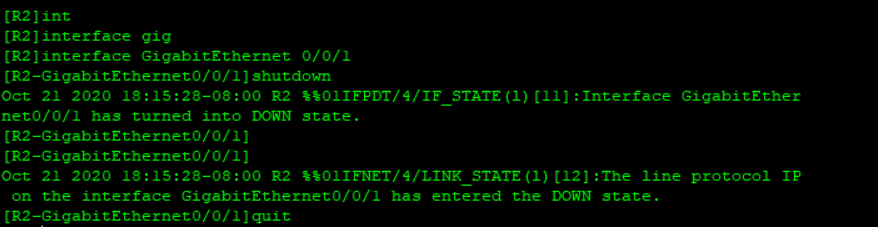 [R2]int
[R2]interface gig
[R2]interface GigabitEthernet 0/0/1
[R2-GigabitEthernet0/0/1]shutdown
Oct 21 2020 18:15:28-08:00 R2 %%01IFPDT/4/IF_STATE(l)[11]:Interface GigabitEther
net0/0/1 has turned into DOWN state.
[R2-GigabitEthernet0/0/1]
[R2-GigabitEthernet0/0/1]
Oct 21 2020 18:15:28-08:00 R2 %%01IFNET/4/LINK_STATE(l)[12]:The line protocol IP
 on the interface GigabitEthernet0/0/1 has entered the DOWN state.
[R2-GigabitEthernet0/0/1]quit